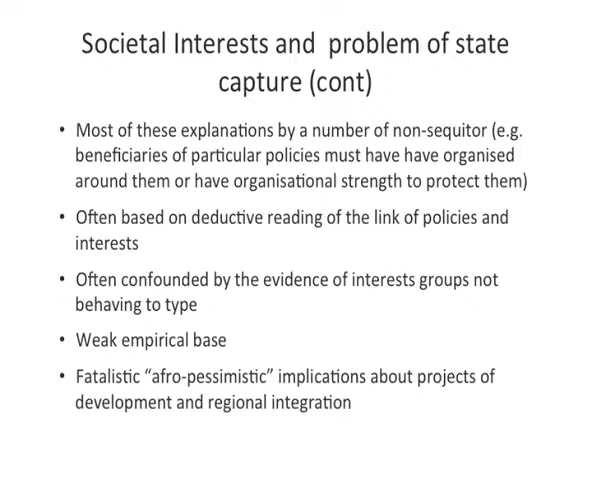 Societal Interests and problem of state
capture (cont)
• Most of these explanations by a number of non-sequitor (e.g.
beneficiaries of particular policies must have have organised
around them or have organisational strength to protect them)
• Often based on deductive reading of the link of policies and
interests
• Often confounded by the evidence of interests groups not
behaving to type
• Weak empirical base
• Fatalistic “afro-pessimistic” implications about projects of
development and regional integration